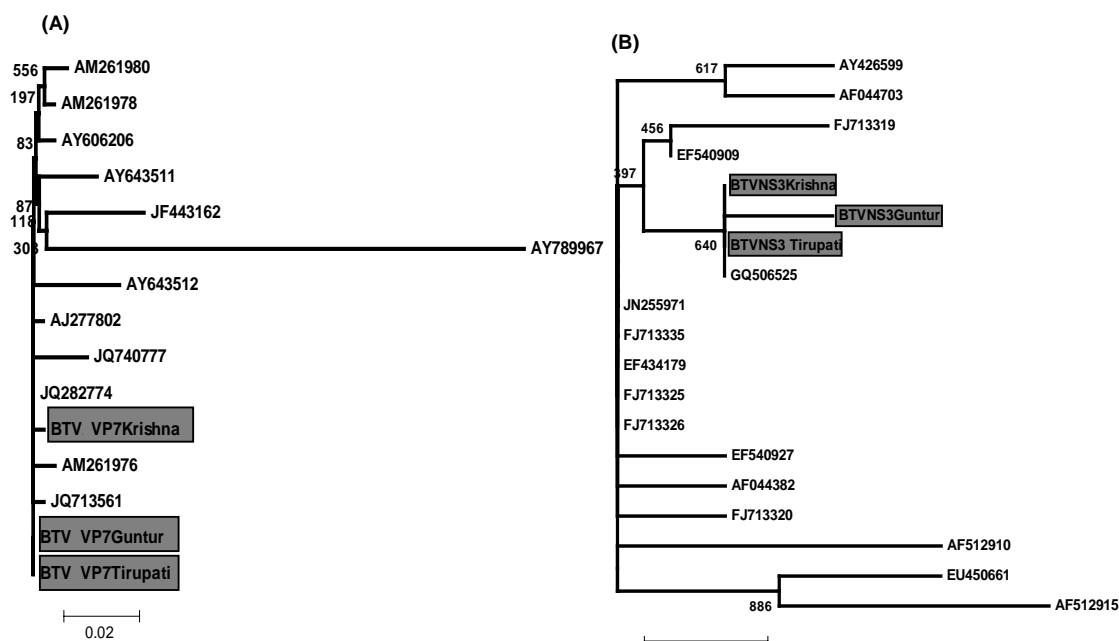 (A)
556
AM261980
197
AM261978
83
AY606206
AY643511
87
118
JF443162
303
AY789967
AY643512
AJ277802
JQ740777
JQ282774
BTV VP7Krishna
AM261976
JQ713561
BTV VP7Guntur
BTV VP7Tirupati
0.02
(B)
617
AY426599
AF044703
456
FJ713319
EF540909
397
BTVNS3Krishna
BTVNS3Guntur
640
BTVNS3 Tirupati
GQ506525
JN255971
FJ713335
EF434179
FJ713325
FJ713326
EF540927
AF044382
FJ713320
AF512910
EU450661
886
AF512915